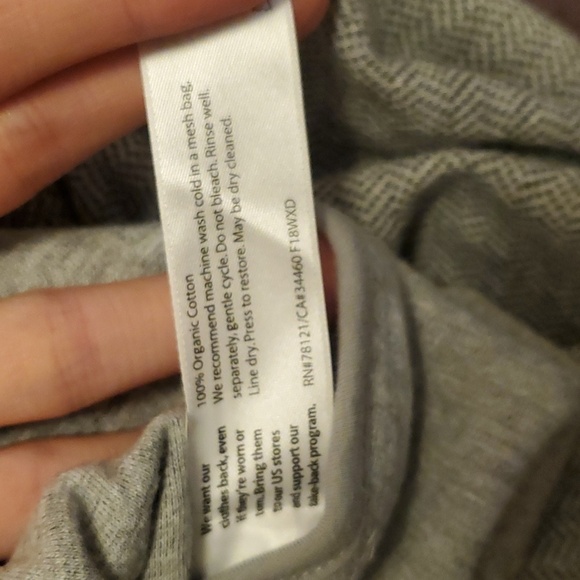 100% Organic Cotton
We recommend machine wash cold in a mesh bag,
separately, gentle cycle. Do not bleach. Rinse well.
Line dry. Press to restore. May be dry cleaned.
RN#78121/CA#34460 F18WXD
We want our
clothes back, even
if they're worn or
torn. Bring them
to our US stores
and support our
take-back program.